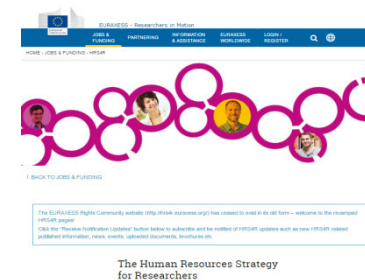 EURAXESS - Researchers in Motion
JOBS & FUNDING
PARTNERING
INFORMATION & ASSISTANCE
EURAXESS WORLDWIDE
LOGIN / REGISTER
HOME › JOBS & FUNDING › HRS4R
‹ BACK TO JOBS & FUNDING
The EURAXESS Rights Community website (http://hrs4r.euraxess.org/) has ceased to exist in its old form – welcome to the revamped
HRS4R pages!
Click the "Receive Notification Updates" button below to subscribe and be notified of HRS4R updates such as new HRS4R related
published information, news, events, uploaded documents, brochures etc.
The Human Resources Strategy
for Researchers